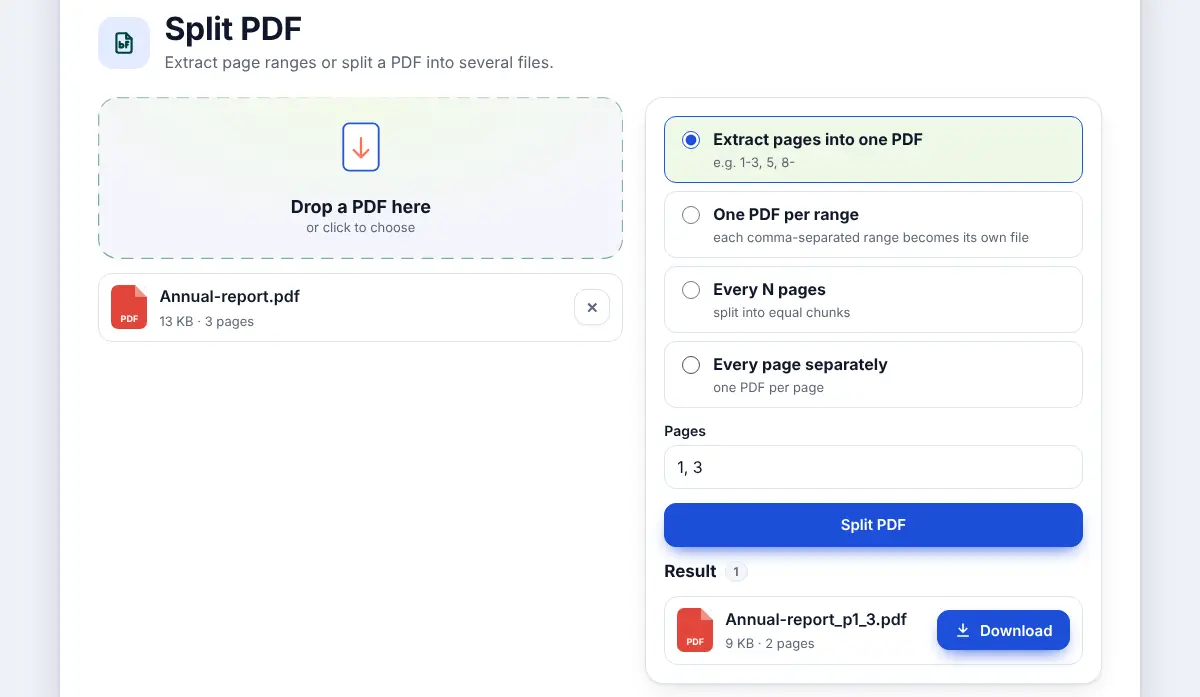 bF
Split PDF
Extract page ranges or split a PDF into several files.
Drop a PDF here
or click to choose
PDF
Annual-report.pdf
13 KB · 3 pages
Extract pages into one PDF
e.g. 1-3, 5, 8-
One PDF per range
each comma-separated range becomes its own file
Every N pages
split into equal chunks
Every page separately
one PDF per page
Pages
1, 3
Split PDF
Result 1
PDF
Annual-report_p1_3.pdf
9 KB · 2 pages
Download